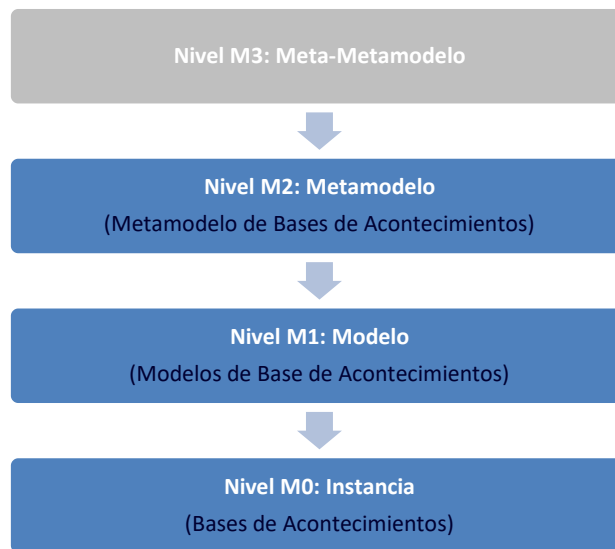 Nivel M3: Meta-Metamodelo
Nivel M2: Metamodelo
(Metamodelo de Bases de Acontecimientos)
Nivel M1: Modelo
(Modelos de Base de Acontecimientos)
Nivel M0: Instancia
(Bases de Acontecimientos)